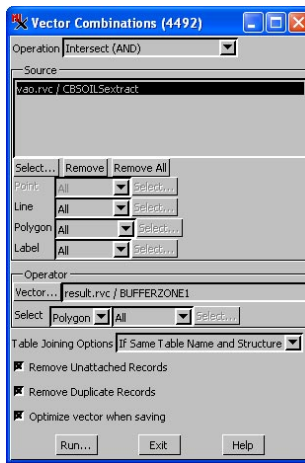 Vector Combinations (4492)
Operation Intersect (AND)
Source
vao.rvc / CBSOILSextract
Select... Remove Remove All
Point All Select...
Line All Select...
Polygon All Select...
Label All Select...
Operator
Vector... result.rvc / BUFFERZONE1
Select Polygon All Select...
Table Joining Options If Same Table Name and Structure
Remove Unattached Records
Remove Duplicate Records
Optimize vector when saving
Run... Exit Help